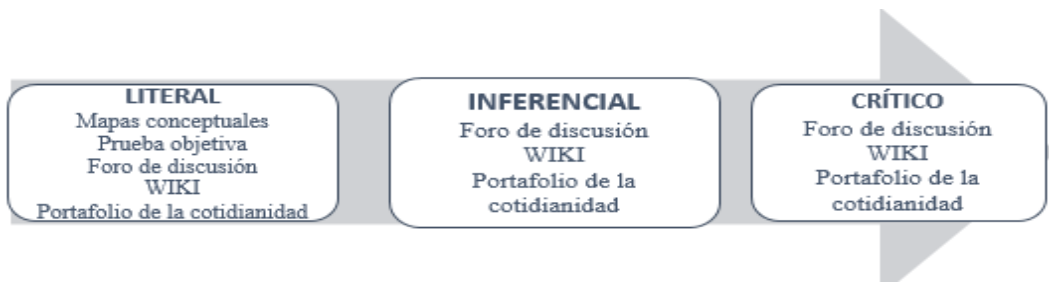 LITERAL
Mapas conceptuales
Prueba objetiva
Foro de discusión
WIKI
Portafolio de la cotidianidad
INFERENCIAL
Foro de discusión
WIKI
Portafolio de la
cotidianidad
CRÍTICO
Foro de discusión
WIKI
Portafolio de la
cotidianidad